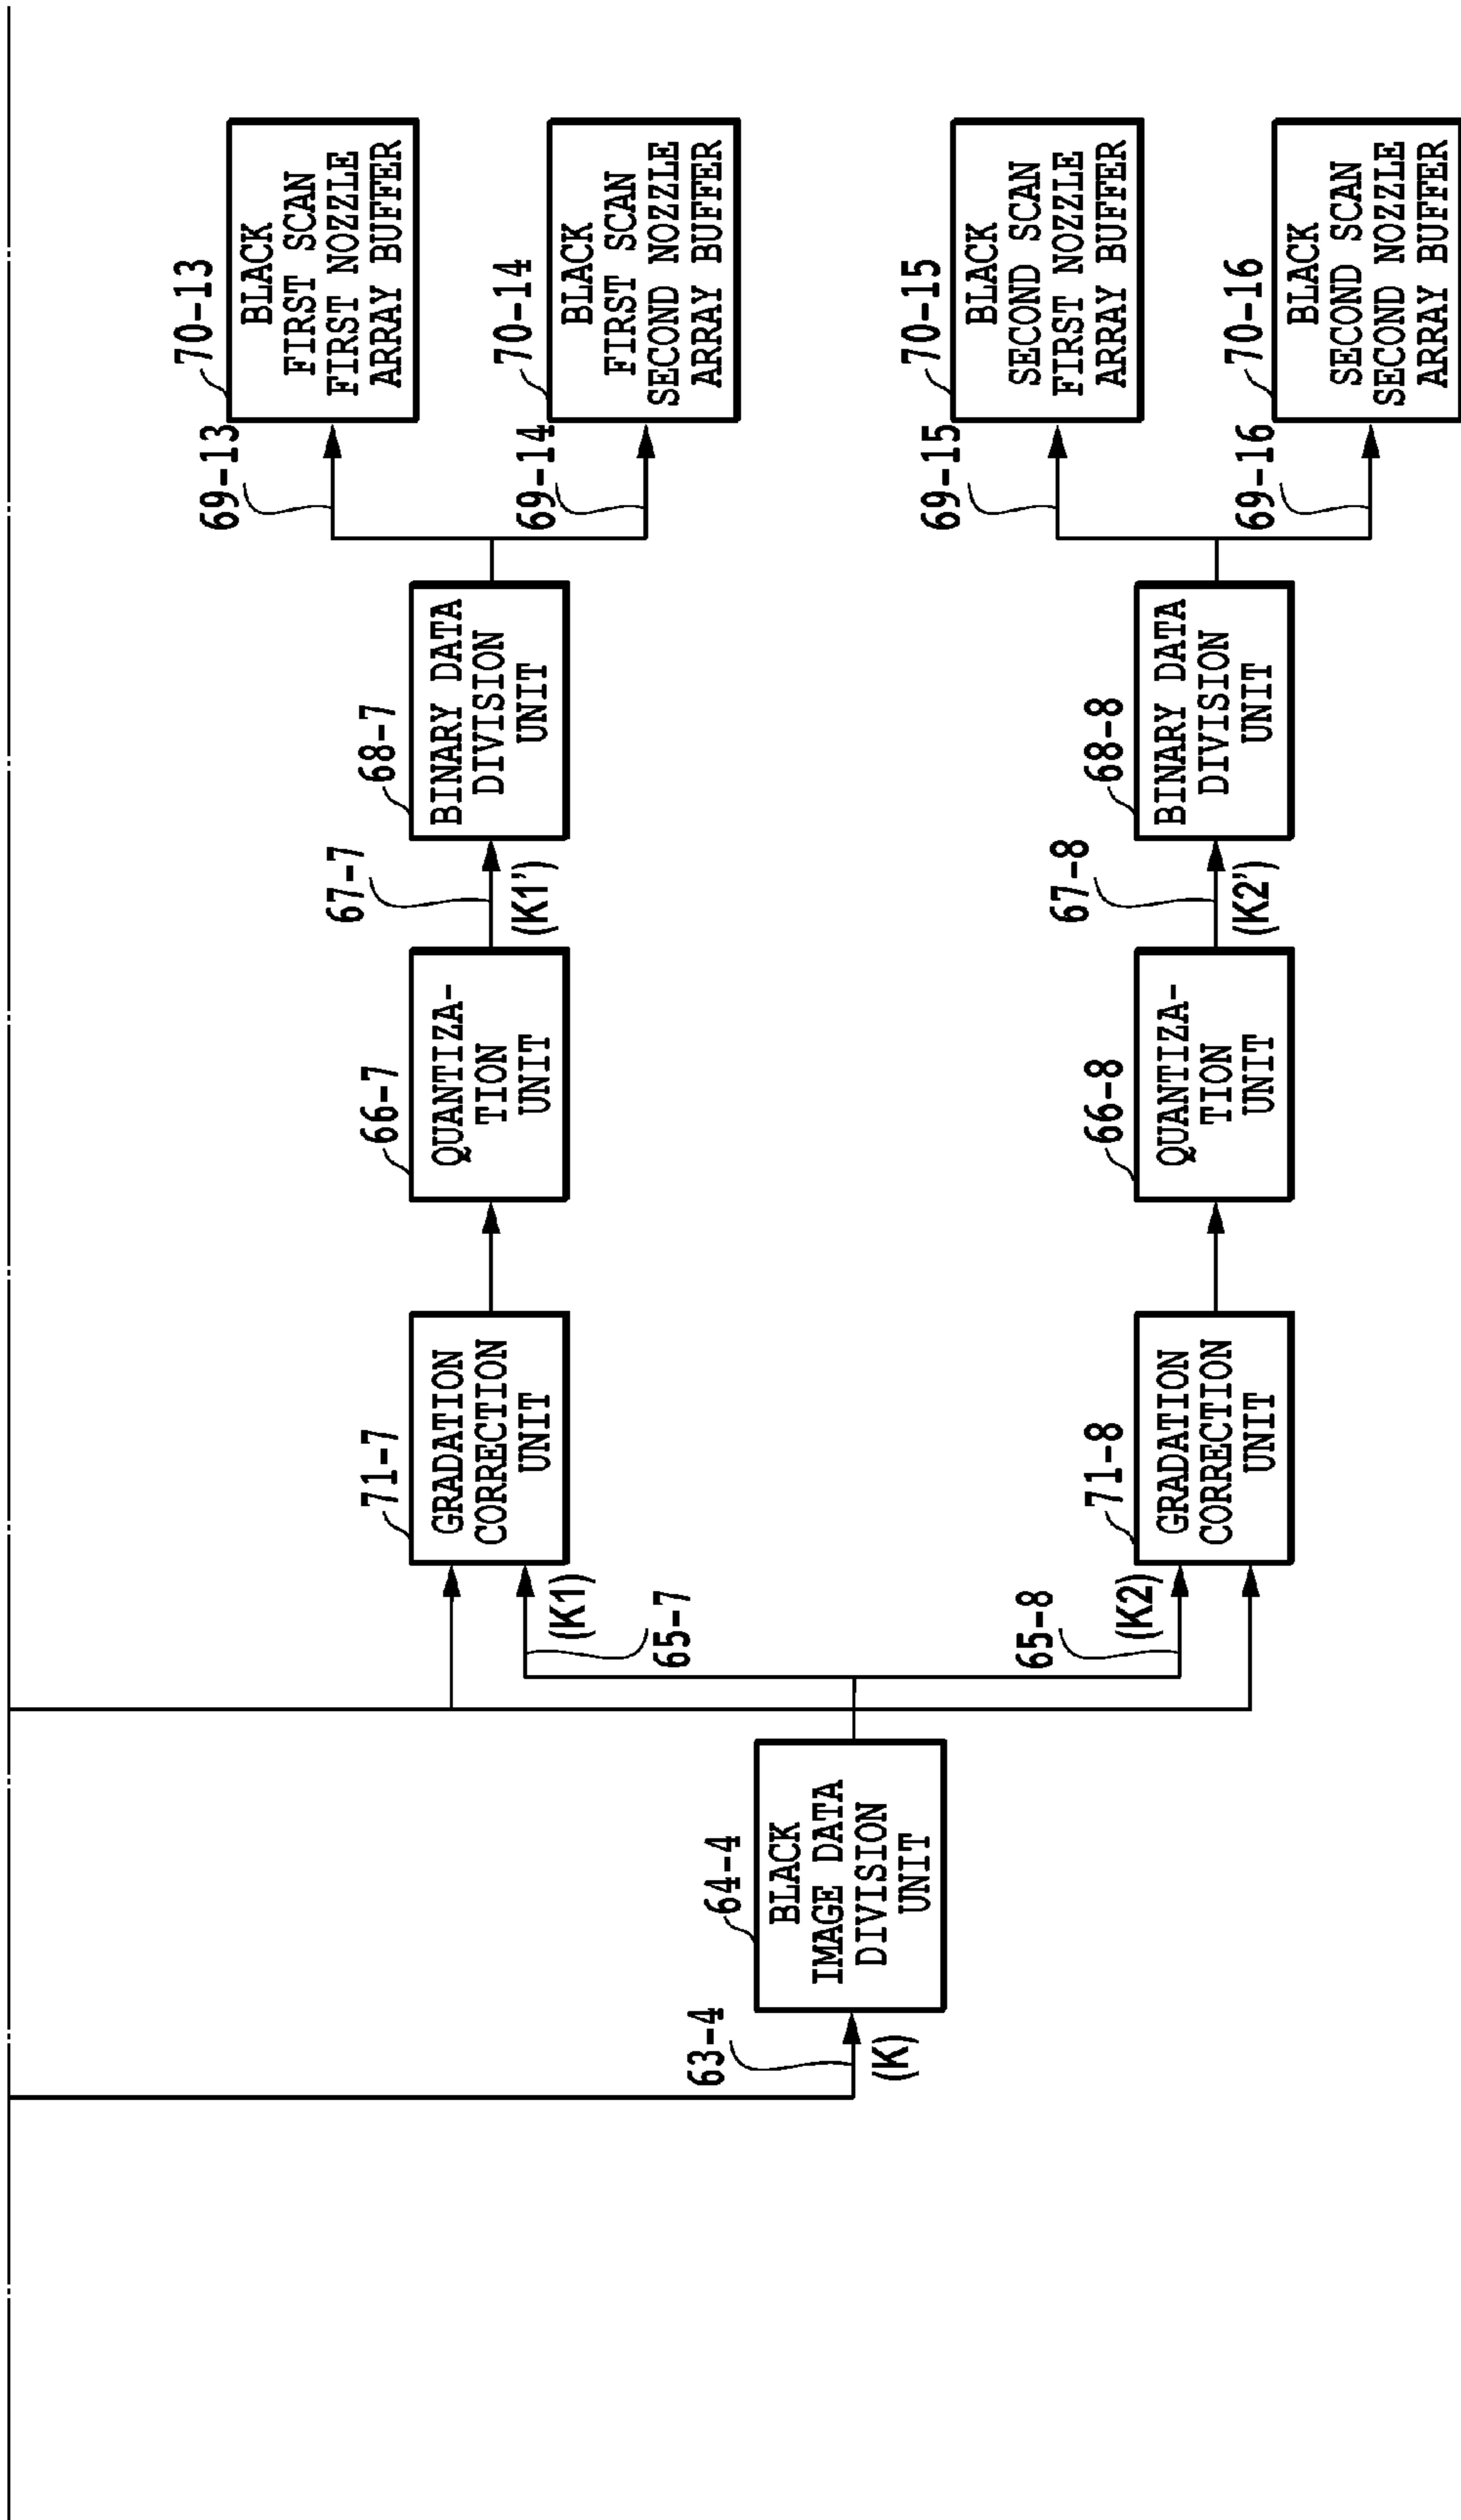 63-4
(K)
64-4
BLACK
IMAGE DATA
DIVISION
UNIT
(K1)
65-7
65-8
(K2)
71-7
GRADATION
CORRECTION
UNIT
66-7
QUANTIZA-
TION
UNIT
67-7
(K1')
68-7
BINARY DATA
DIVISION
UNIT
69-13
69-14
70-13
BLACK
FIRST SCAN
FIRST NOZZLE
ARRAY BUFFER
70-14
BLACK
FIRST SCAN
SECOND NOZZLE
ARRAY BUFFER
71-8
GRADATION
CORRECTION
UNIT
66-8
QUANTIZA-
TION
UNIT
67-8
(K2')
68-8
BINARY DATA
DIVISION
UNIT
69-15
69-16
70-15
BLACK
SECOND SCAN
FIRST NOZZLE
ARRAY BUFFER
70-16
BLACK
SECOND SCAN
SECOND NOZZLE
ARRAY BUFFER